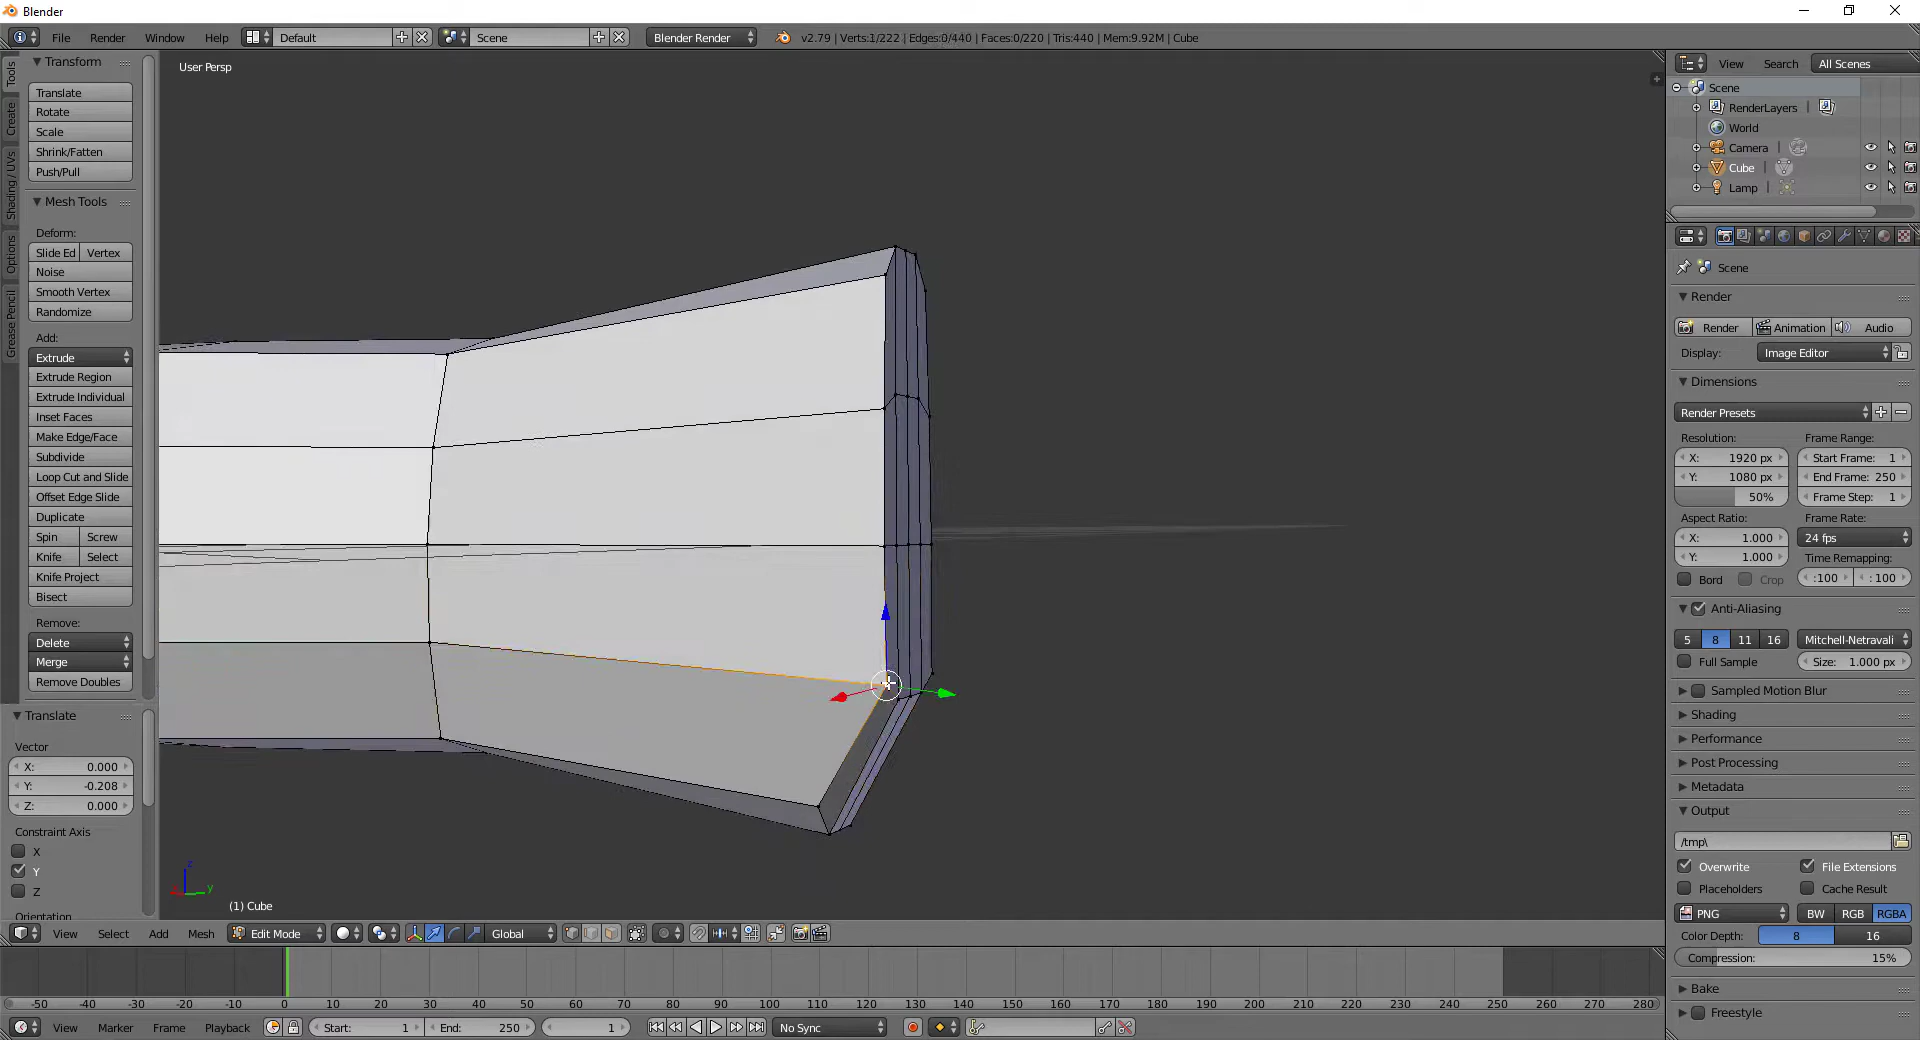 Blender
File Render Window Help Default Scene Blender Render v2.79 | Verts:1/222 | Edges:0/440 | Faces:0/220 | Tris:440 | Mem:9.92M | Cube
Tools
Create
Shading / UVs
Options
Grease Pencil
Transform
Translate
Rotate
Scale
Shrink/Fatten
Push/Pull
Mesh Tools
Deform:
Slide Ed Vertex
Noise
Smooth Vertex
Randomize
Add:
Extrude
Extrude Region
Extrude Individual
Inset Faces
Make Edge/Face
Subdivide
Loop Cut and Slide
Offset Edge Slide
Duplicate
Spin Screw
Knife Select
Knife Project
Bisect
Remove:
Delete
Merge
Remove Doubles
Translate
Vector
X: 0.000
Y: -0.208
Z: 0.000
Constraint Axis
X
Y
Z
Orientation
User Persp
z
x y
(1) Cube
View Select Add Mesh Edit Mode Global
-50 -40 -30 -20 -10 0 10 20 30 40 50 60 70 80 90 100 110 120 130 140 150 160 170 180 190 200 210 220 230 240 250 260 270 280
View Marker Frame Playback Start: 1 End: 250 1 No Sync
View Search All Scenes
Scene
RenderLayers |
World
Camera |
Cube |
Lamp |
Scene
Render
Render Animation Audio
Display: Image Editor
Dimensions
Render Presets
Resolution: Frame Range:
X: 1920 px Start Frame: 1
Y: 1080 px End Frame: 250
50% Frame Step: 1
Aspect Ratio: Frame Rate:
X: 1.000 24 fps
Y: 1.000 Time Remapping:
Bord Crop :100 : 100
Anti-Aliasing
5 8 11 16 Mitchell-Netravali
Full Sample Size: 1.000 px
Sampled Motion Blur
Shading
Performance
Post Processing
Metadata
Output
/tmp\
Overwrite File Extensions
Placeholders Cache Result
PNG BW RGB RGBA
Color Depth: 8 16
Compression: 15%
Bake
Freestyle